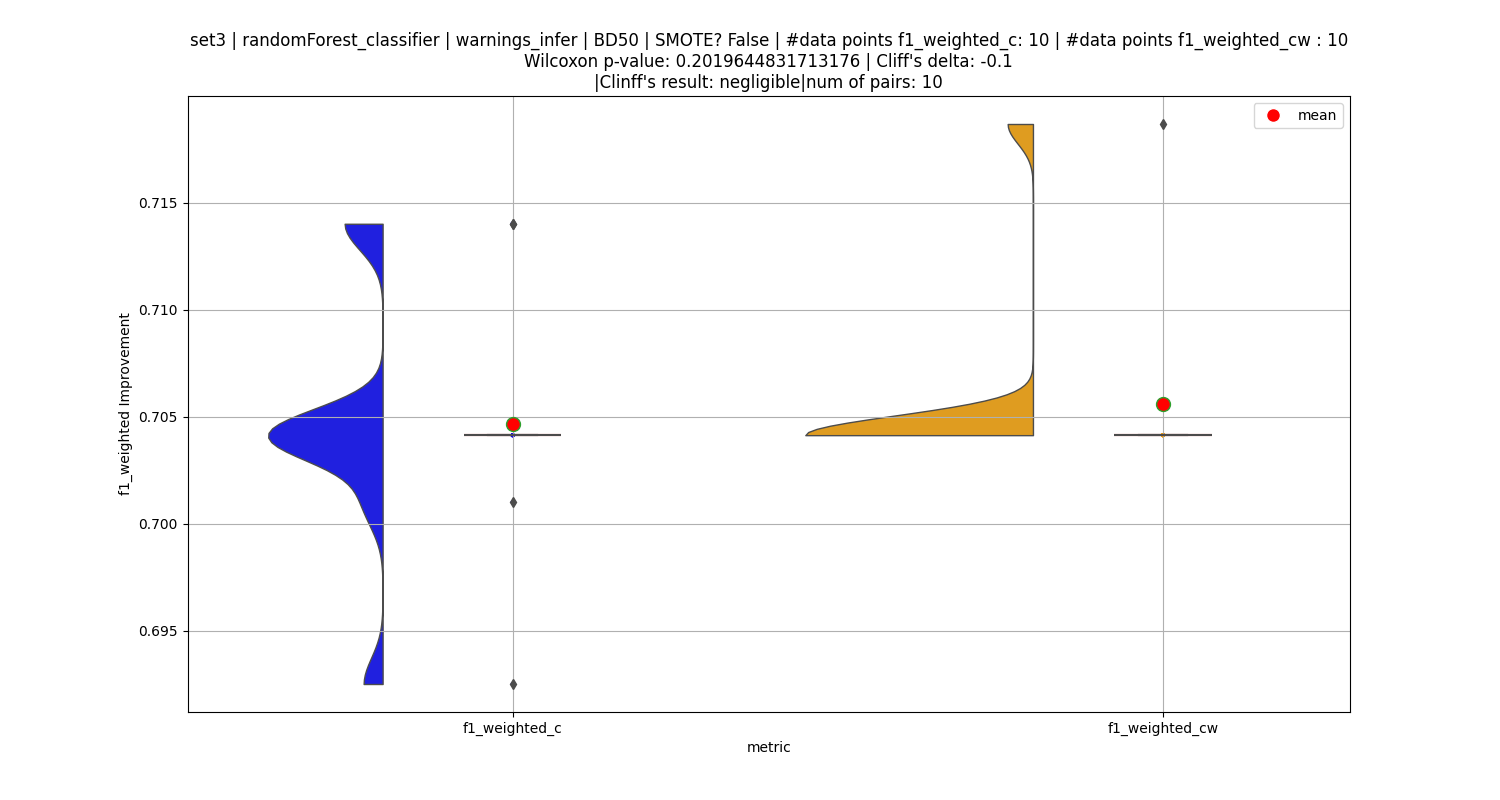 set3 | randomForest_classifier | warnings_infer | BD50 | SMOTE? False | #data points f1_weighted_c: 10 | #data points f1_weighted_cw : 10
Wilcoxon p-value: 0.2019644831713176 | Cliff's delta: -0.1
|Clinff's result: negligible|num of pairs: 10
mean
0.715
0.710
0.705
0.700
0.695
f1_weighted Improvement
f1_weighted_c
f1_weighted_cw
metric